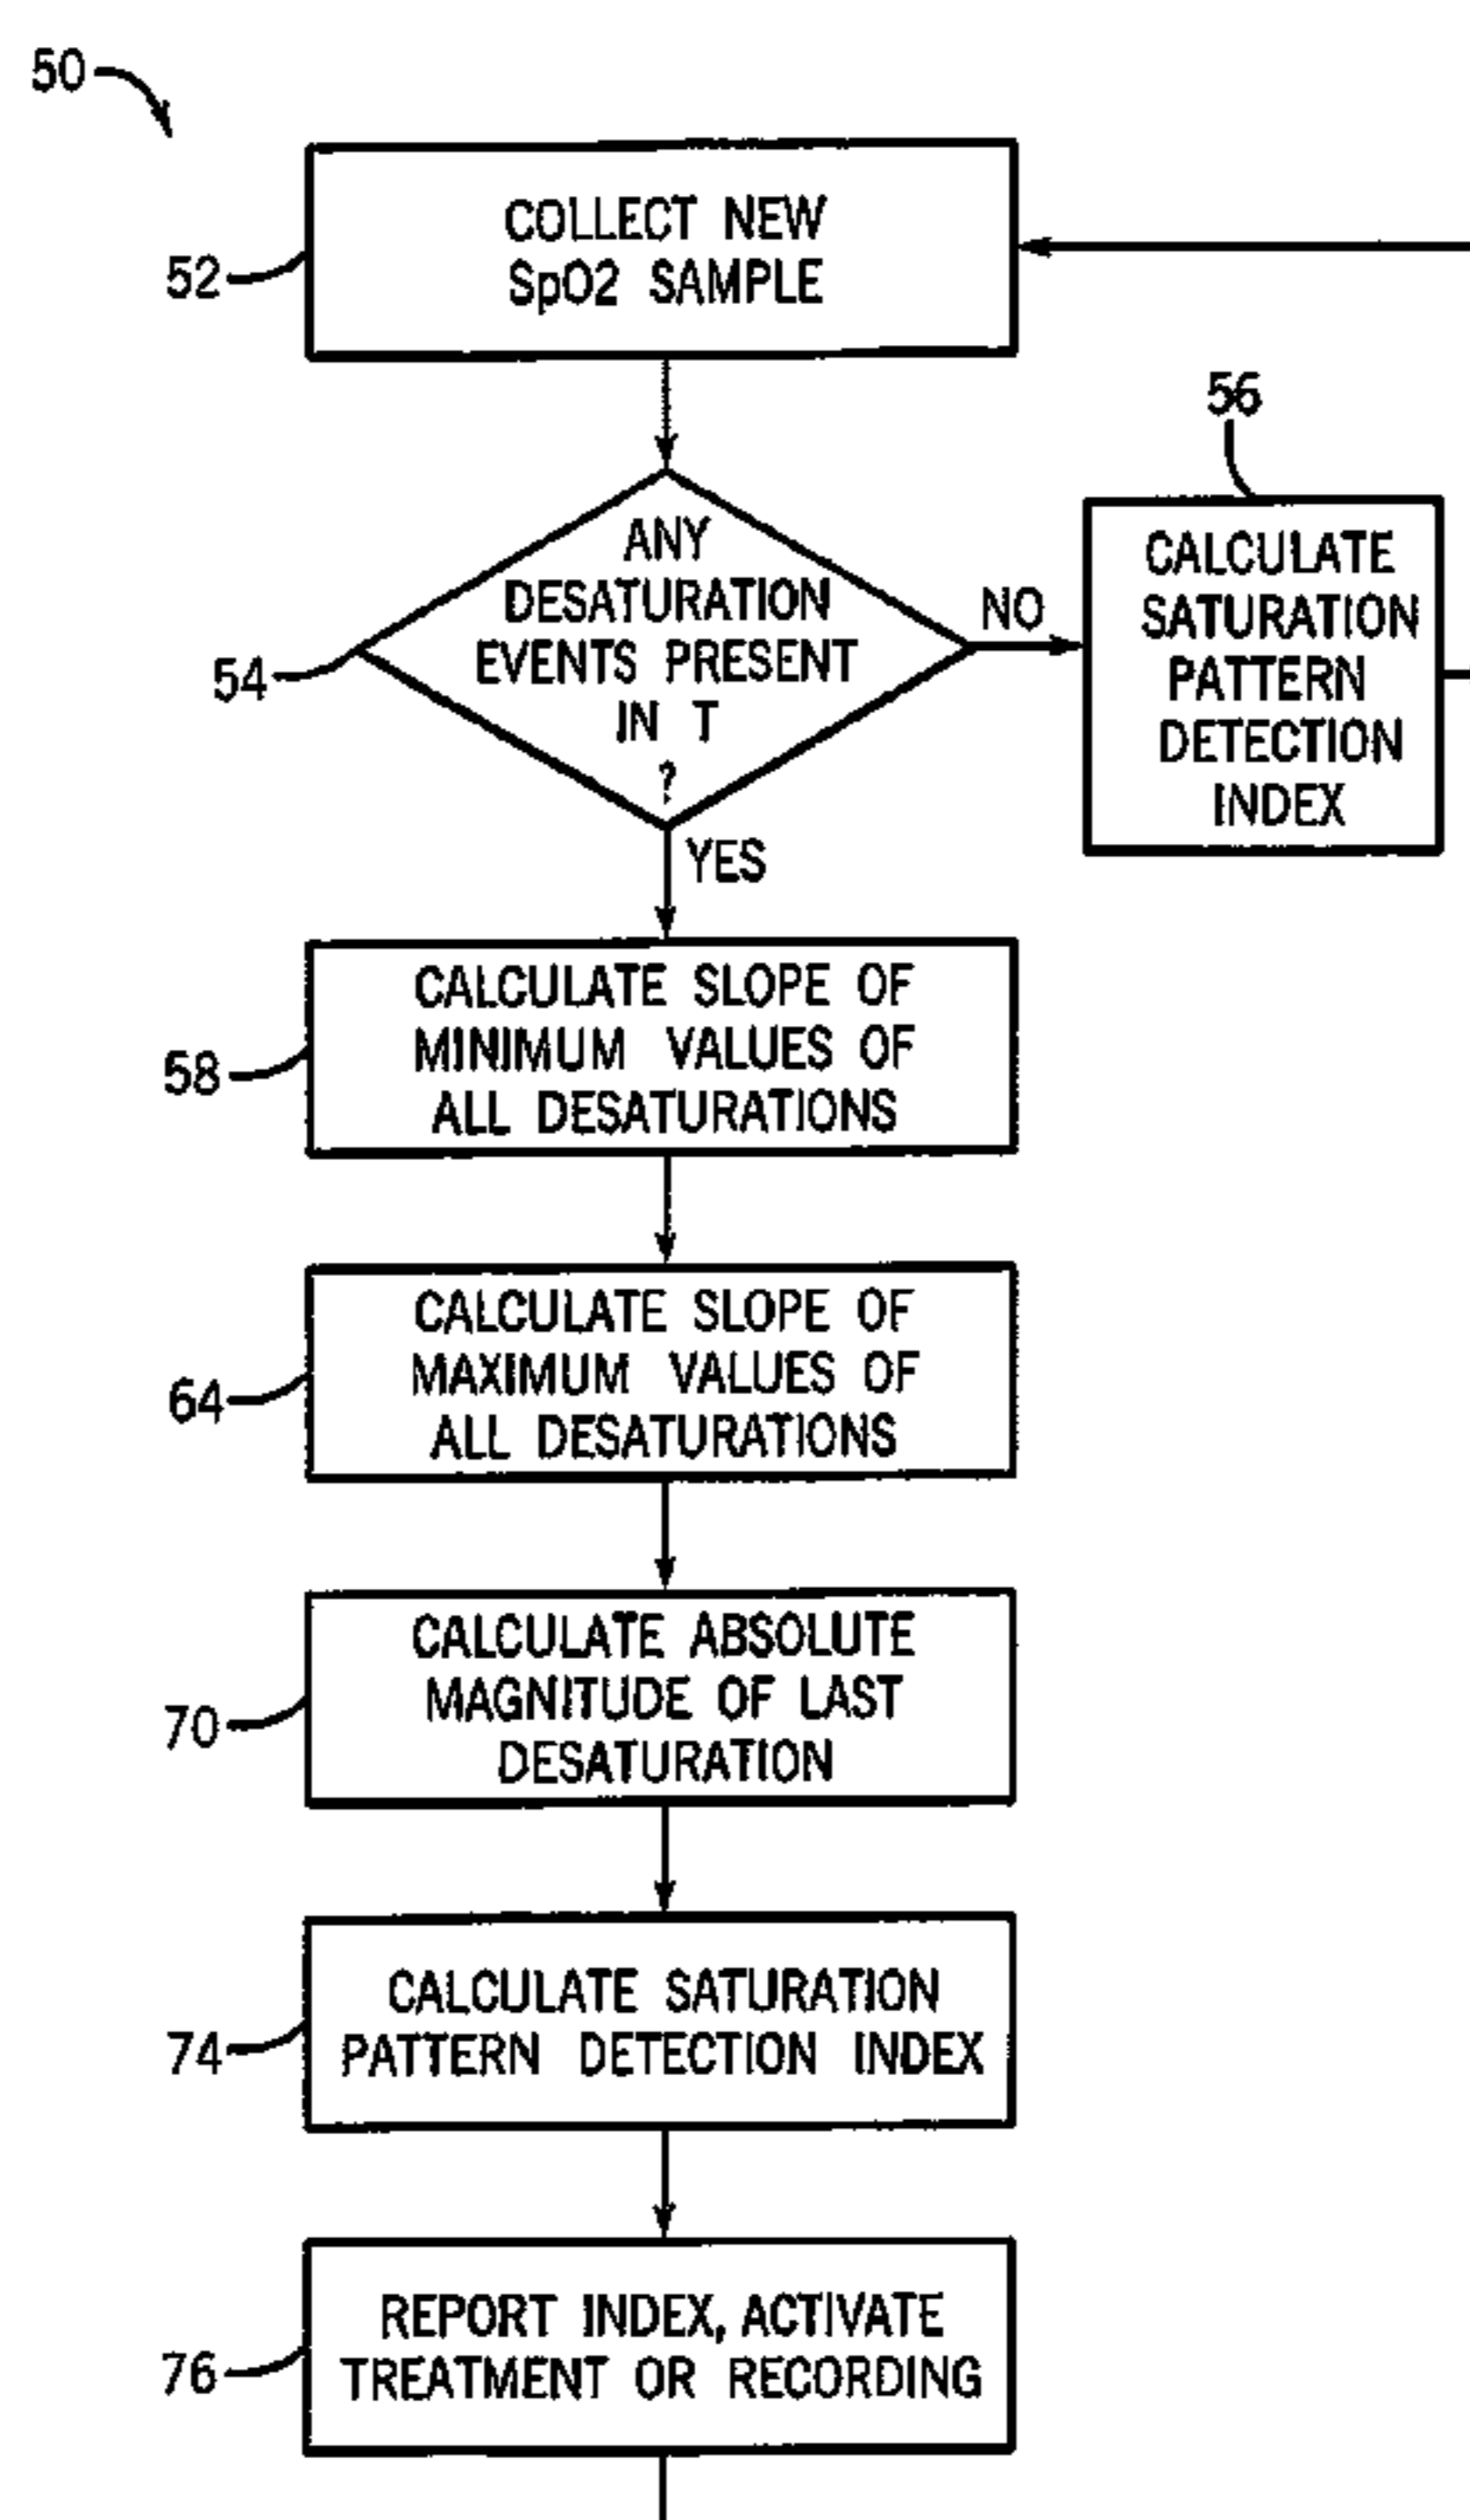 50
COLLECT NEW
SpO2 SAMPLE
52
56
ANY
DESATURATION
EVENTS PRESENT
IN T
?
54
NO
CALCULATE
SATURATION
PATTERN
DETECTION
INDEX
YES
CALCULATE SLOPE OF
MINIMUM VALUES OF
ALL DESATURATIONS
58
CALCULATE SLOPE OF
MAXIMUM VALUES OF
ALL DESATURATIONS
64
CALCULATE ABSOLUTE
MAGNITUDE OF LAST
DESATURATION
70
CALCULATE SATURATION
PATTERN DETECTION INDEX
74
REPORT INDEX, ACTIVATE
TREATMENT OR RECORDING
76